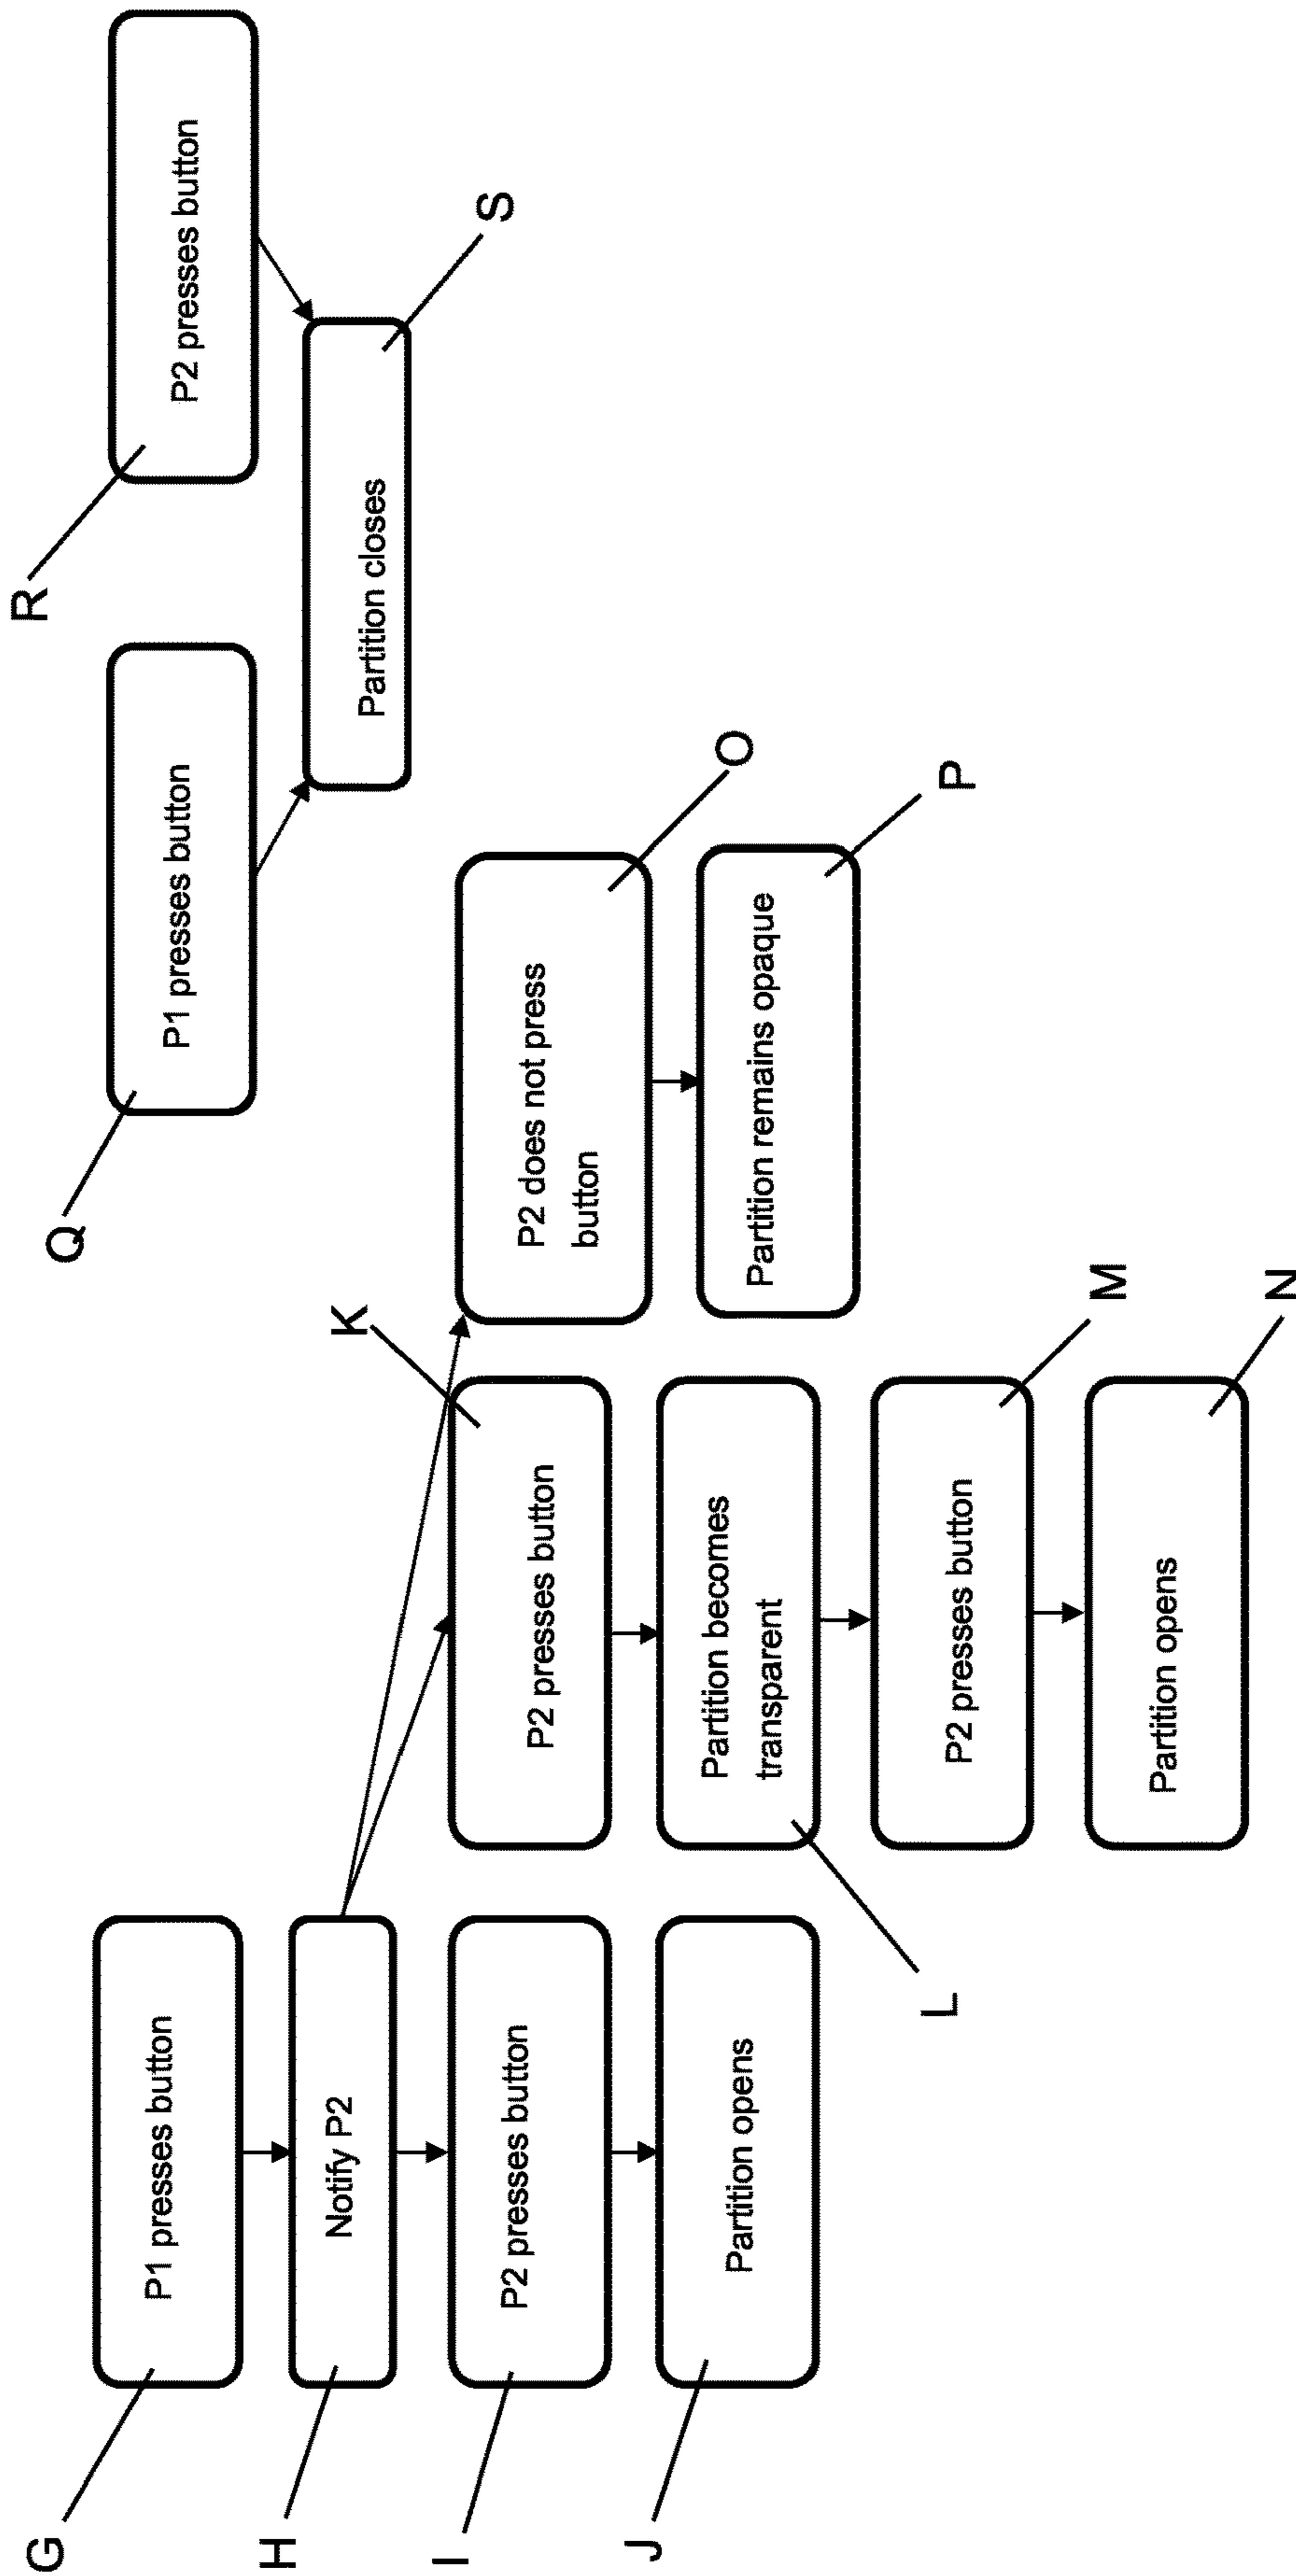 G
P1 presses button
H
Notify P2
I
P2 presses button
J
Partition opens
K
P2 presses button
L
Partition becomes
transparent
M
P2 presses button
N
Partition opens
O
P2 does not press
button
P
Partition remains opaque
Q
P1 presses button
R
P2 presses button
S
Partition closes